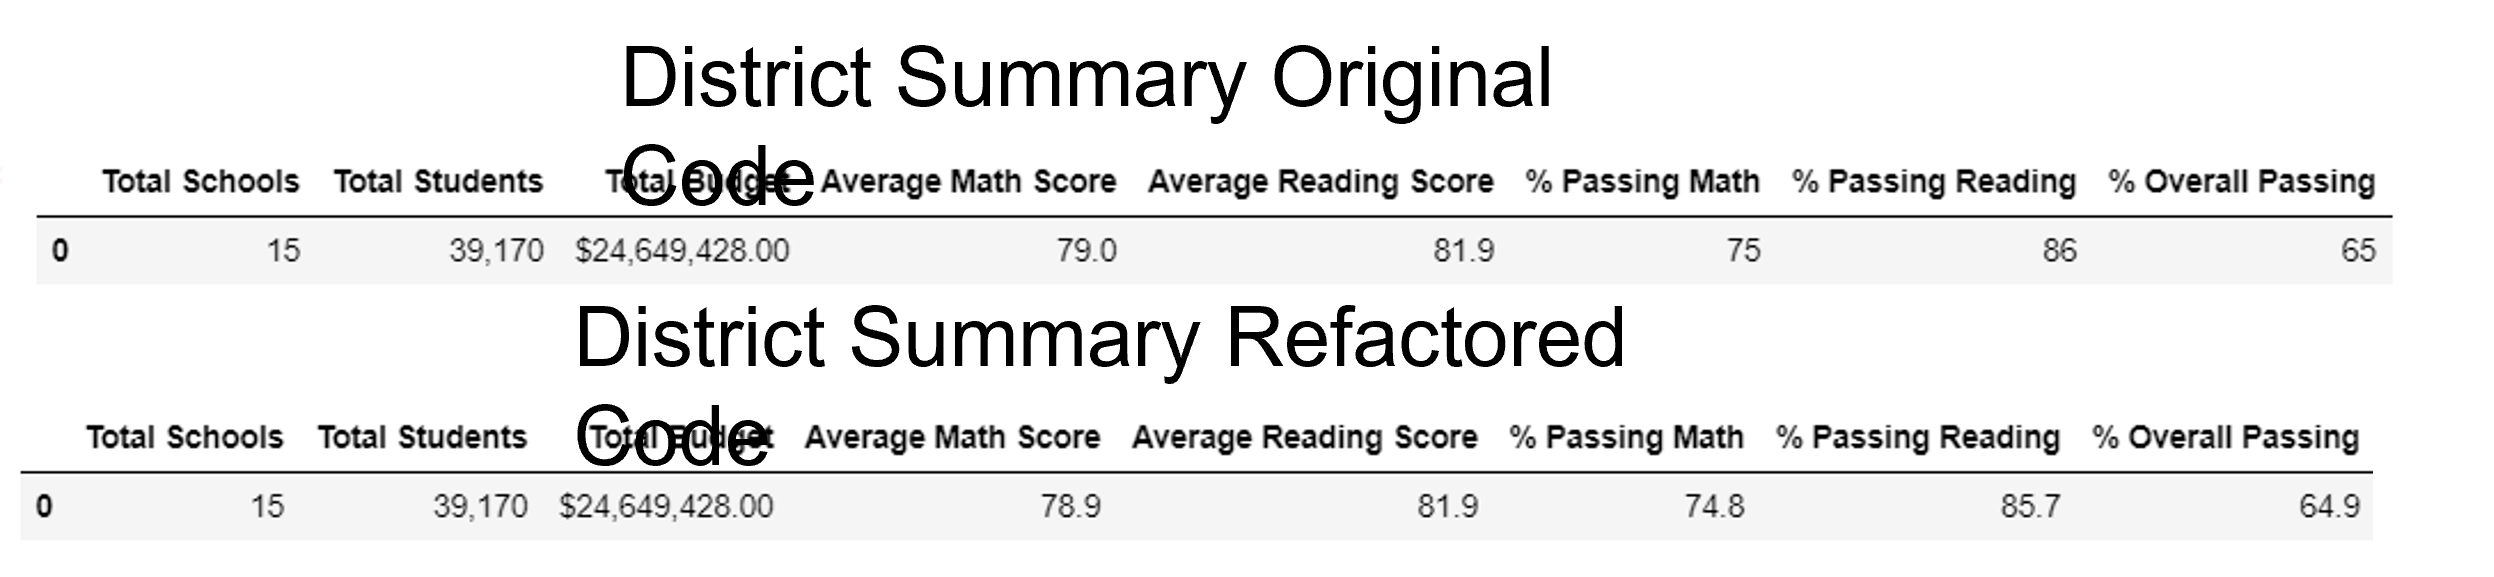 District Summary Original
Code
Total Schools Total Students Total Budget Average Math Score Average Reading Score % Passing Math % Passing Reading % Overall Passing
0 15 39,170 $24,649,428.00 79.0 81.9 75 86 65
District Summary Refactored
Code
Total Schools Total Students Total Budget Average Math Score Average Reading Score % Passing Math % Passing Reading % Overall Passing
0 15 39,170 $24,649,428.00 78.9 81.9 74.8 85.7 64.9